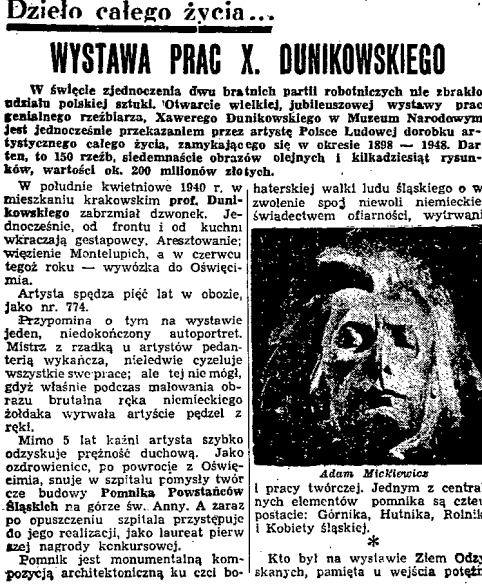 Dzieło całego życia...
WYSTAWA PRAC X. DUNIKOWSKIEGO
W święcie zjednoczenia dwu bratnich partii robotniczych nie zbrakło
udziału polskiej sztuki. Otwarcie wielkiej, jubileuszowej wystawy prac
genialnego rzeźbiarza, Xawerego Dunikowskiego w Muzeum Narodowym
jest jednocześnie przekazaniem przez artystę Polsce Ludowej dorobku ar-
tystycznego całego życia, zamykającego się w okresie 1898 — 1948. Dar
ten, to 150 rzeźb, siedemnaście obrazów olejnych i kilkadziesiąt rysun-
ków, wartości ok. 200 milionów złotych.
W południe kwietniowe 1940 r. w
mieszkaniu krakowskim prof. Duni-
kowskiego zabrzmiał dzwonek. Je-
dnocześnie, od frontu i od kuchni
wkraczają gestapowcy. Aresztowanie;
więzienie Montelupich, a w czerwcu
tegoż roku — wywózka do Oświęci-
mia.
Artysta spędza pięć lat w obozie,
jako nr. 774.
Przypomina o tym na wystawie
jeden, niedokończony autoportret.
Mistrz z rzadką u artystów pedan-
terią wykańcza, nieledwie cyzeluje
wszystkie swe prace; ale tej nie mógł,
gdyż właśnie podczas malowania ob-
razu brutalna ręka niemieckiego
żołdaka wyrwała artyście pędzel z
ręki.
Mimo 5 lat kaźni artysta szybko
odzyskuje prężność duchową. Jako
ozdrowieniec, po powrocie z Oświę-
cimia, snuje w szpitalu pomysły twór
cze budowy Pomnika Powstańców
Śląskich na górze św. Anny. A zaraz
po opuszczeniu szpitala przystępuje
do jego realizacji, jako laureat pierw
szej nagrody konkursowej.
Pomnik jest monumentalną kom-
pozycją architektoniczną ku czci bo-
haterskiej walki ludu śląskiego o w
zwolenie spoj niewoli niemieckie
świadectwem ofiarności, wytrwani
Adam Mickiewicz
i pracy twórczej. Jednym z centra
nych elementów pomnika są czter
postacie: Górnika, Hutnika, Rolnik
i Kobiety śląskiej.
*
Kto był na wystawie Ziem Odzy
skanych, pamięta u wejścia potęż